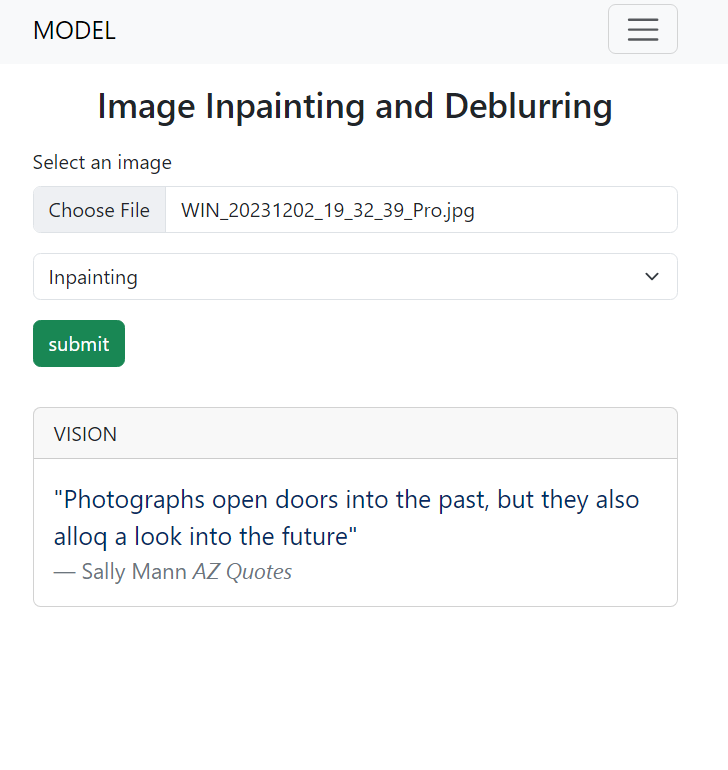 MODEL
Image Inpainting and Deblurring
Select an image
Choose File WIN_20231202_19_32_39_Pro.jpg
Inpainting
submit
VISION
"Photographs open doors into the past, but they also
alloq a look into the future"
— Sally Mann AZ Quotes